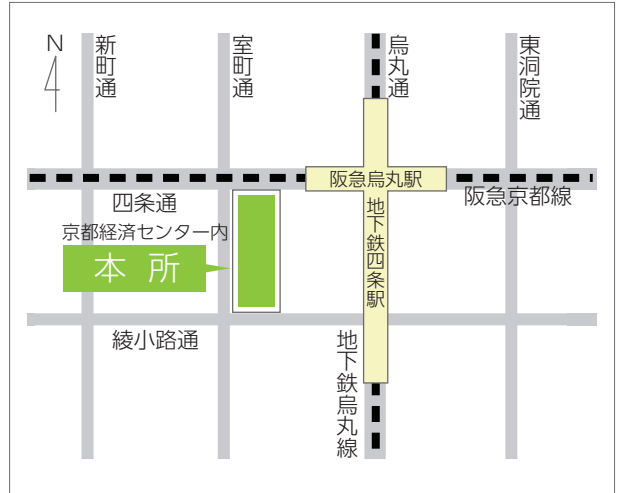 N
新町通
室町通
烏丸通
東洞院通
阪急烏丸駅
四条通
阪急京都線
地下鉄四条駅
京都経済センター内
本所
綾小路通
地下鉄烏丸線